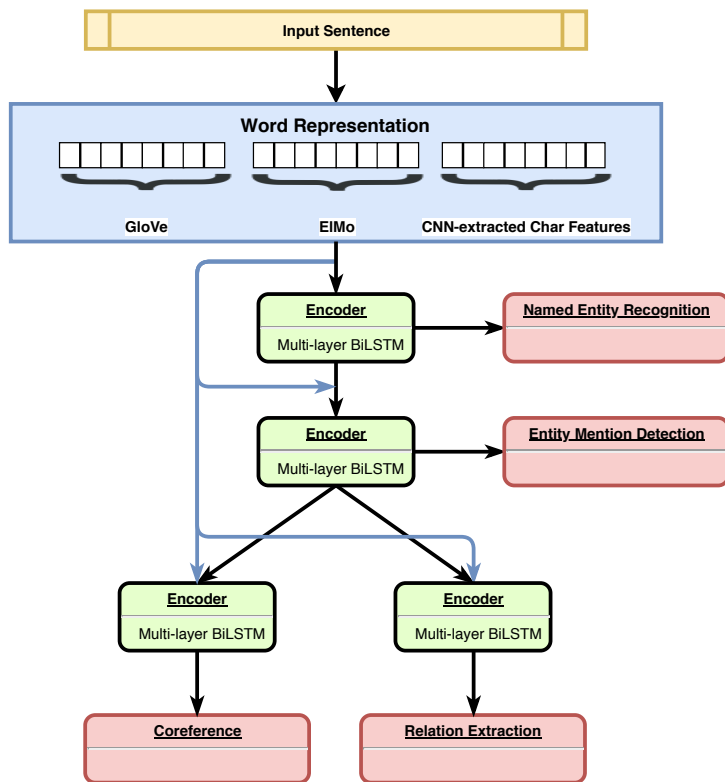 Input Sentence
Word Representation
GloVe
ElMo
CNN-extracted Char Features
Encoder
Multi-layer BiLSTM
Named Entity Recognition
Encoder
Multi-layer BiLSTM
Entity Mention Detection
Encoder
Multi-layer BiLSTM
Encoder
Multi-layer BiLSTM
Coreference
Relation Extraction